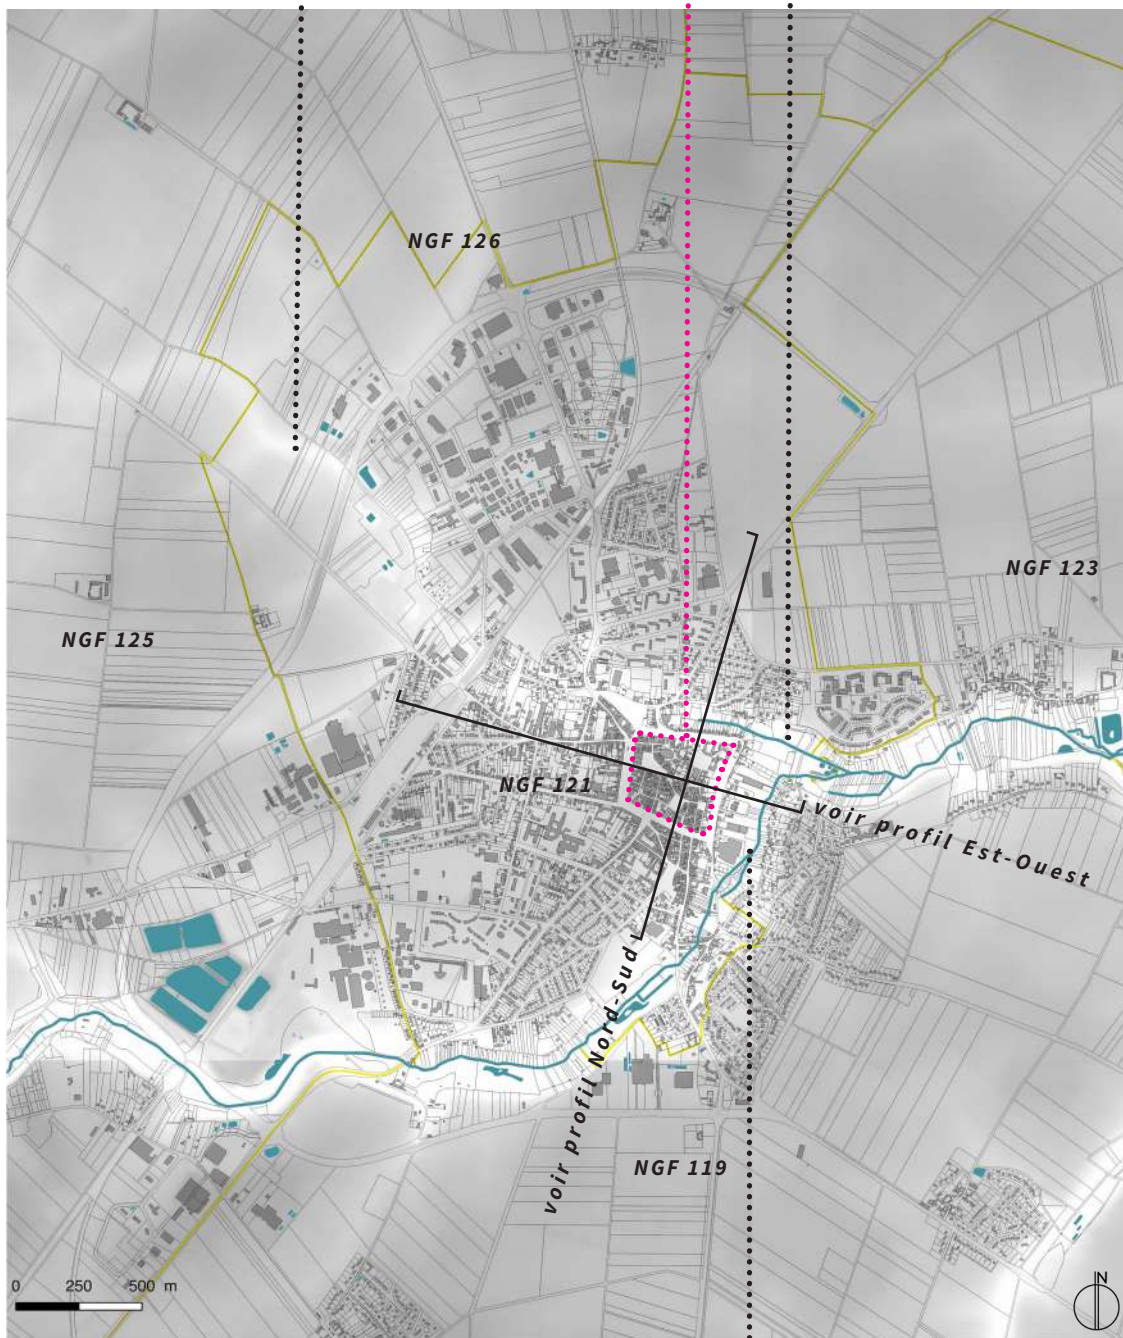 NGF 126
NGF 123
NGF 125
NGF 121
voir profil Est-Ouest
voir profil Nord-Sud
NGF 119
0 250 500 m
N